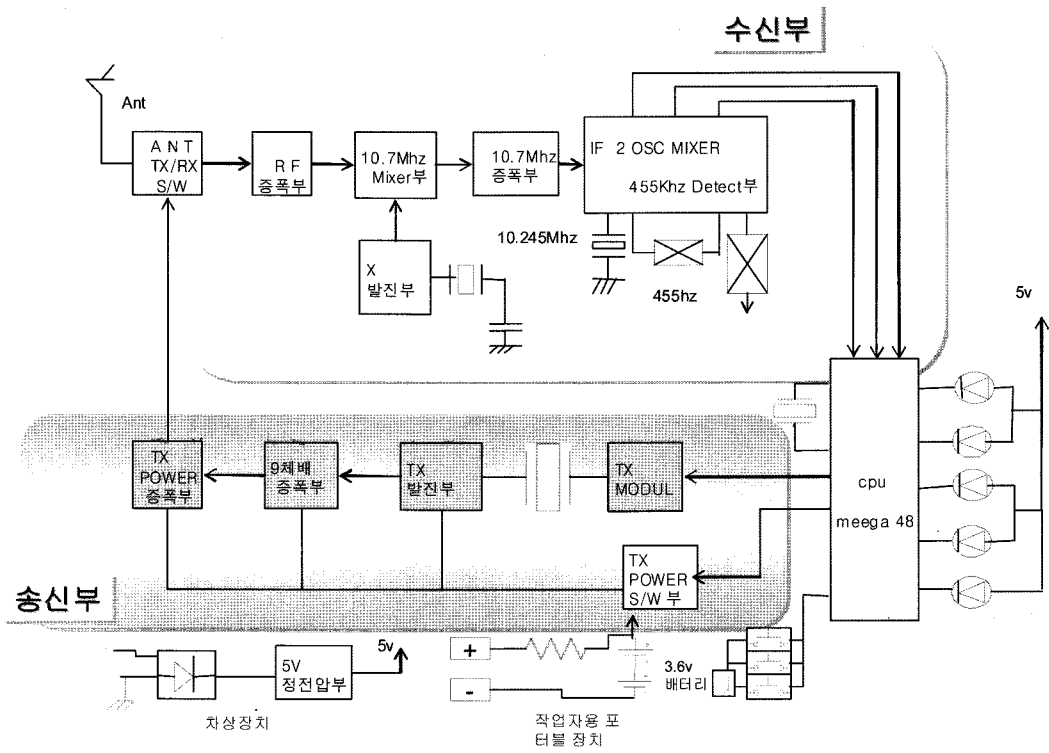 수신부
Ant
A N T
TX/RX
S/W
R F
증폭부
10.7Mhz
Mixer부
10.7Mhz
증폭부
IF 2 OSC MIXER
455Khz Detect부
10.245Mhz
X
발진부
455hz
5v
TX
POWER
증폭부
9체배
증폭부
TX
발진부
TX
MODUL
cpu
meega 48
TX
POWER
S/W 부
송신부
5v
5V
정전압부
+
-
3.6v
배터리
차상장치
작업자용 포
터블 장치